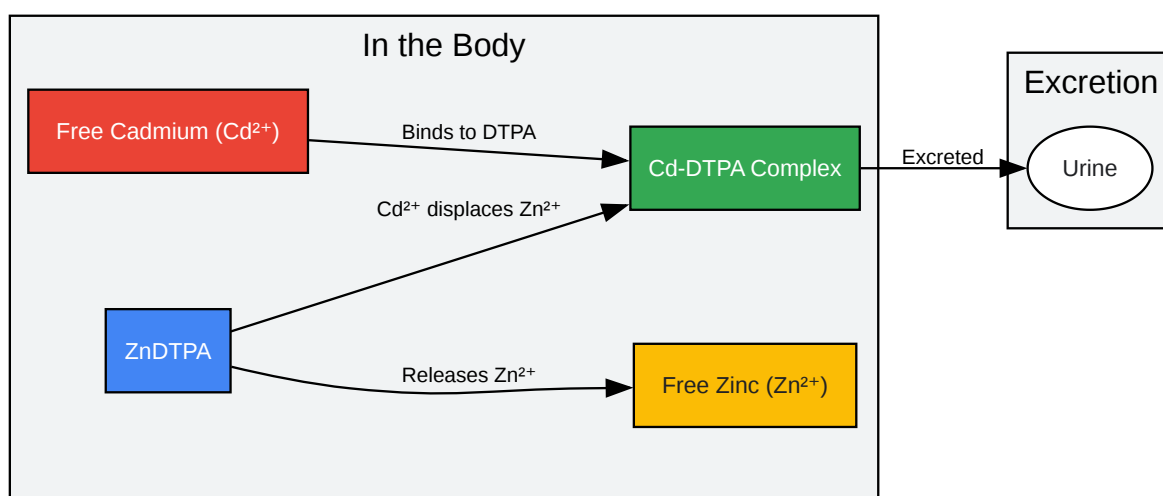 In the Body
Excretion
Free Cadmium (Cd²⁺)
Binds to DTPA
Cd-DTPA Complex
Excreted
Urine
Cd²⁺ displaces Zn²⁺
ZnDTPA
Releases Zn²⁺
Free Zinc (Zn²⁺)